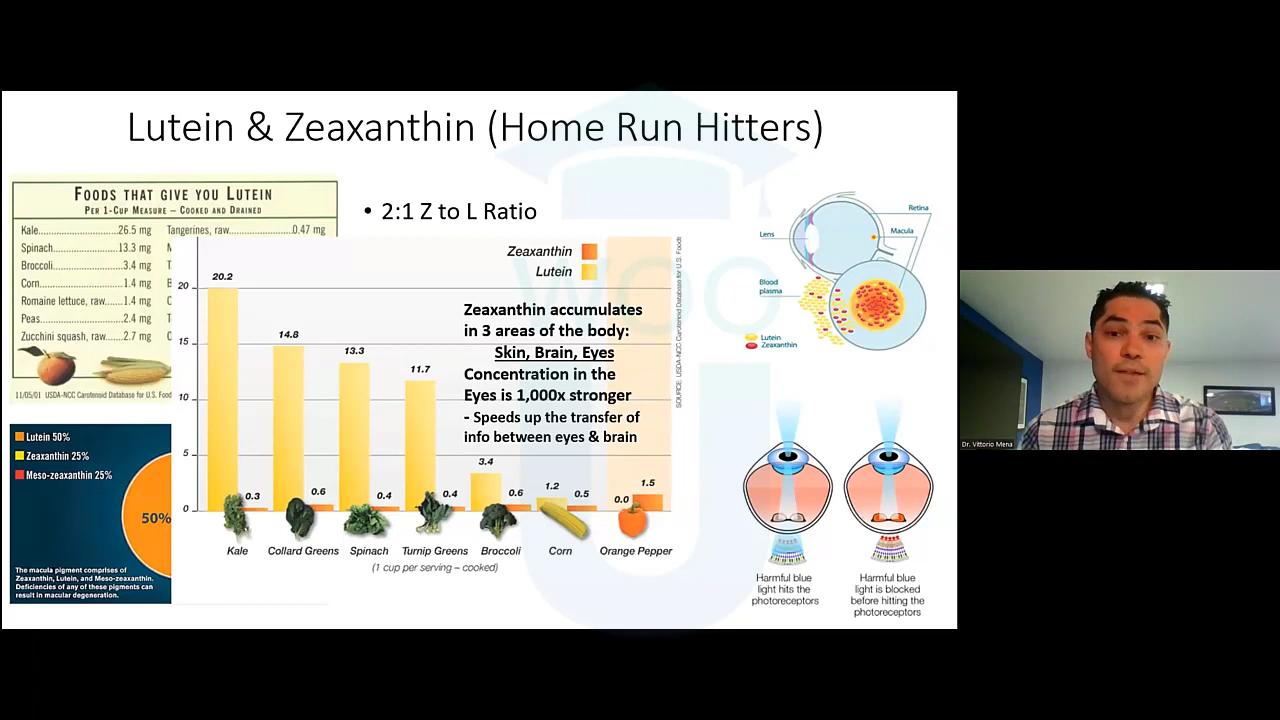 Lutein & Zeaxanthin (Home Run Hitters)
FOODS THAT GIVE YOU LUTEIN
PER 1-CUP MEASURE – COOKED AND DRAINED
Kale..................26.5 mg
Spinach............13.3 mg
Broccoli.............3.4 mg
Corn..................1.4 mg
Romaine lettuce, raw...1.4 mg
Peas..................2.4 mg
Zucchini squash, raw....2.7 mg
Tangerines, raw..........0.47 mg
11/05/01 USDA-NCC Carotenoid Database for U.S. Food
• 2:1 Z to L Ratio
Zeaxanthin
Lutein
Zeaxanthin accumulates
in 3 areas of the body:
Skin, Brain, Eyes
Concentration in the
Eyes is 1,000x stronger
- Speeds up the transfer of
info between eyes & brain
20
15
10
5
0
20.2
0.3
14.8
0.6
13.3
0.4
11.7
0.4
3.4
0.6
1.2
0.5
0.0
1.5
Kale
Collard Greens
Spinach
Turnip Greens
Broccoli
Corn
Orange Pepper
(1 cup per serving – cooked)
SOURCE: USDA-NCC Carotenoid Database for U.S. Foods
Lutein 50%
Zeaxanthin 25%
Meso-zeaxanthin 25%
50%
The macula pigment comprises of
Zeaxanthin, Lutein, and Meso-zeaxanthin.
Deficiencies of any of these pigments can
result in macular degeneration.
Retina
Macula
Lens
Blood
plasma
Lutein
Zeaxanthin
Harmful blue
light hits the
photoreceptors
Harmful blue
light is blocked
before hitting the
photoreceptors
WOO
Dr. Vittorio Mena